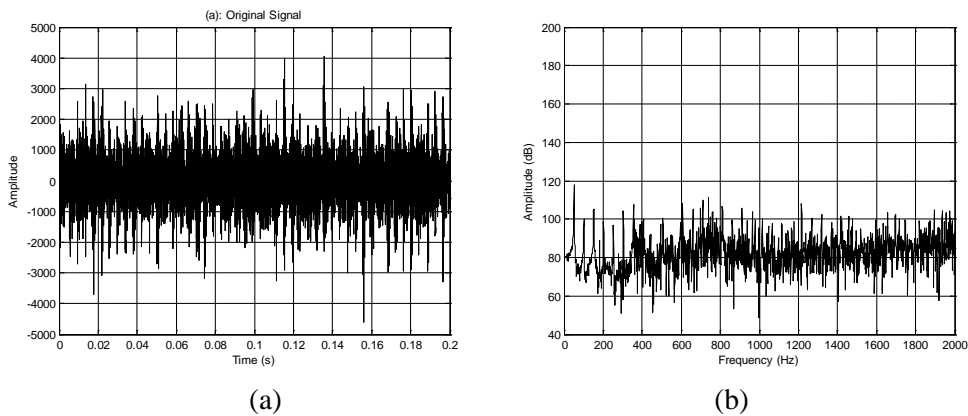 (a): Original Signal
5000
4000
3000
2000
1000
0
-1000
-2000
-3000
-4000
-5000
Amplitude
0 0.02 0.04 0.06 0.08 0.1 0.12 0.14 0.16 0.18 0.2
Time (s)
(a)
200
180
160
140
120
100
80
60
40
Amplitude (dB)
0 200 400 600 800 1000 1200 1400 1600 1800 2000
Frequency (Hz)
(b)